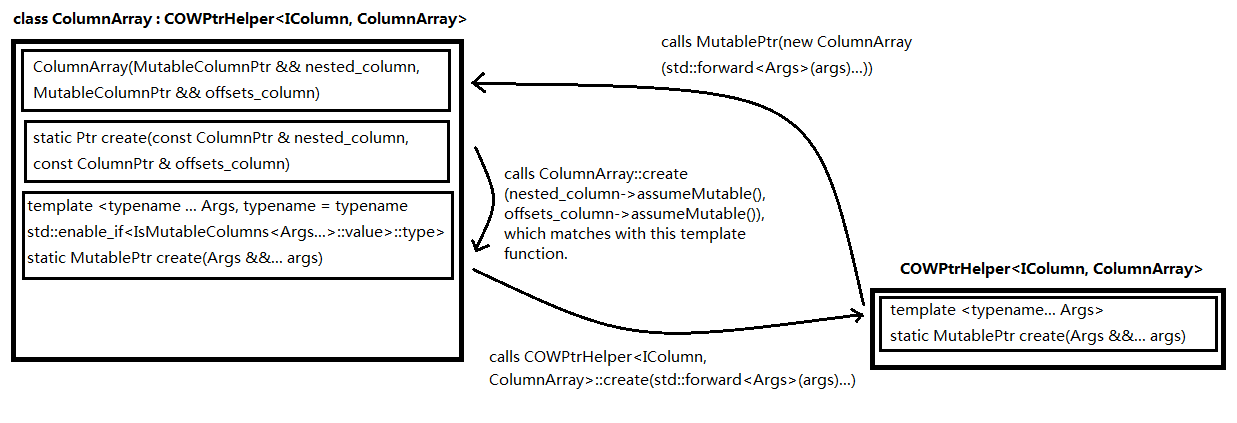 class ColumnArray : COWPtrHelper<IColumn, ColumnArray>
ColumnArray(MutableColumnPtr && nested_column,
MutableColumnPtr && offsets_column)
static Ptr create(const ColumnPtr & nested_column,
const ColumnPtr & offsets_column)
template <typename ... Args, typename = typename
std::enable_if<IsMutableColumns<Args...>::value>::type>
static MutablePtr create(Args &&... args)
calls MutablePtr(new ColumnArray
(std::forward<Args>(args)...))
calls ColumnArray::create
(nested_column->assumeMutable(),
offsets_column->assumeMutable()),
which matches with this template
function.
calls COWPtrHelper<IColumn,
ColumnArray>::create(std::forward<Args>(args)...)
COWPtrHelper<IColumn, ColumnArray>
template <typename... Args>
static MutablePtr create(Args &&... args)